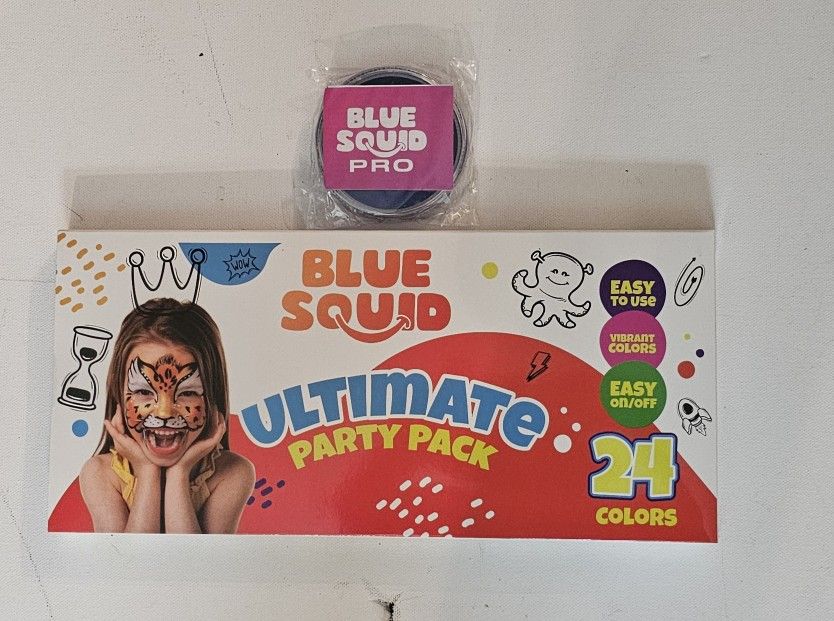 BLUE
SQUID
PRO
WOW
BLUE
SQUID
ULTIMATE
PARTY PACK
EASY
TO USE
VIBRANT
COLORS
EASY
ON/OFF
24
COLORS